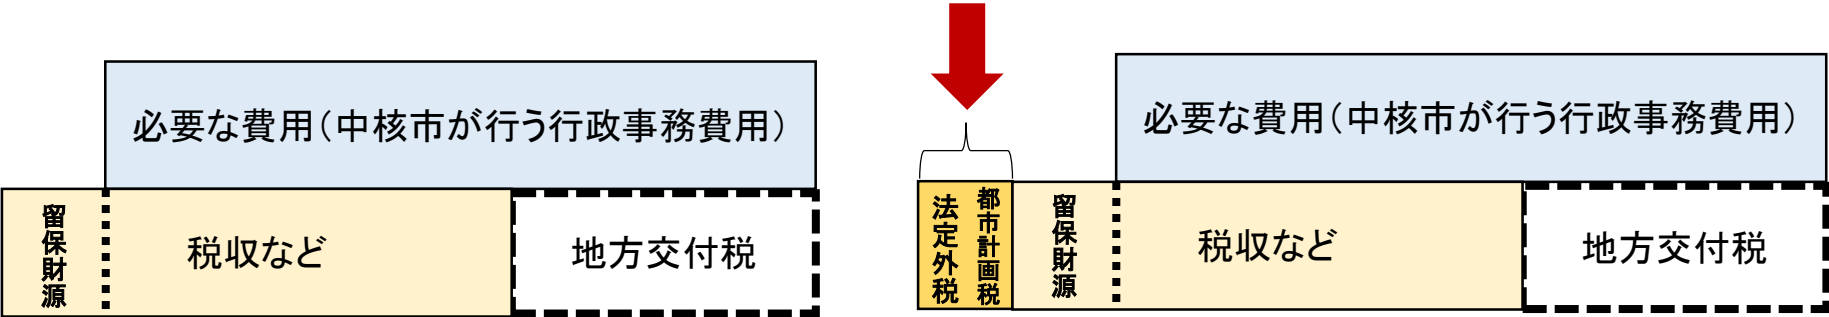 必要な費用（中核市が行う行政事務費用）
留保財源
税収など
地方交付税
必要な費用（中核市が行う行政事務費用）
法定外税
都市計画税
留保財源
税収など
地方交付税